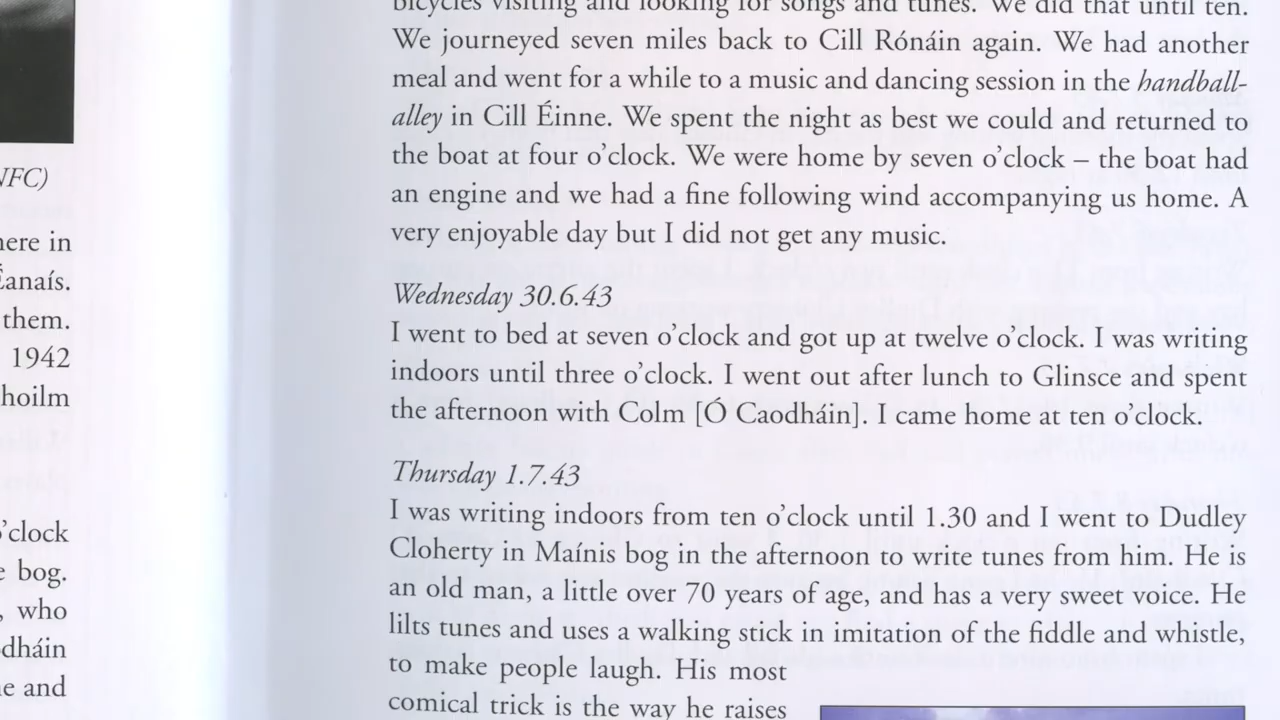 NFC)
here in
Éanaís.
them.
1942
hoilm
o'clock
e bog.
, who
dháin
ne and
bicycles visiting and looking for songs and tunes. We did that until ten.
We journeyed seven miles back to Cill Rónáin again. We had another
meal and went for a while to a music and dancing session in the handball-
alley in Cill Éinne. We spent the night as best we could and returned to
the boat at four o'clock. We were home by seven o'clock – the boat had
an engine and we had a fine following wind accompanying us home. A
very enjoyable day but I did not get any music.
Wednesday 30.6.43
I went to bed at seven o'clock and got up at twelve o'clock. I was writing
indoors until three o'clock. I went out after lunch to Glinsce and spent
the afternoon with Colm [Ó Caodháin]. I came home at ten o'clock.
Thursday 1.7.43
I was writing indoors from ten o'clock until 1.30 and I went to Dudley
Cloherty in Maínis bog in the afternoon to write tunes from him. He is
an old man, a little over 70 years of age, and has a very sweet voice. He
lilts tunes and uses a walking stick in imitation of the fiddle and whistle,
to make people laugh. His most
comical trick is the way he raises